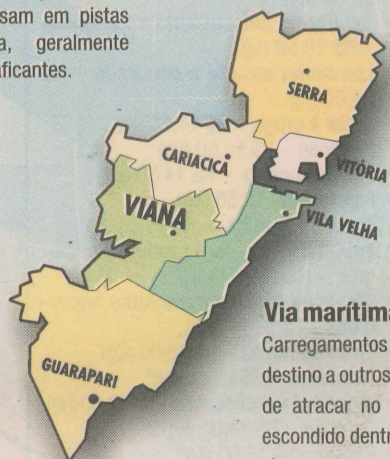 sam em pistas
a, geralmente
ficantes.
SERRA
CARIACICA
VITÓRIA
VIANA
VILA VELHA
GUARAPARI
Via marítima
Carregamentos
destino a outros
de atracar no
escondido dentr